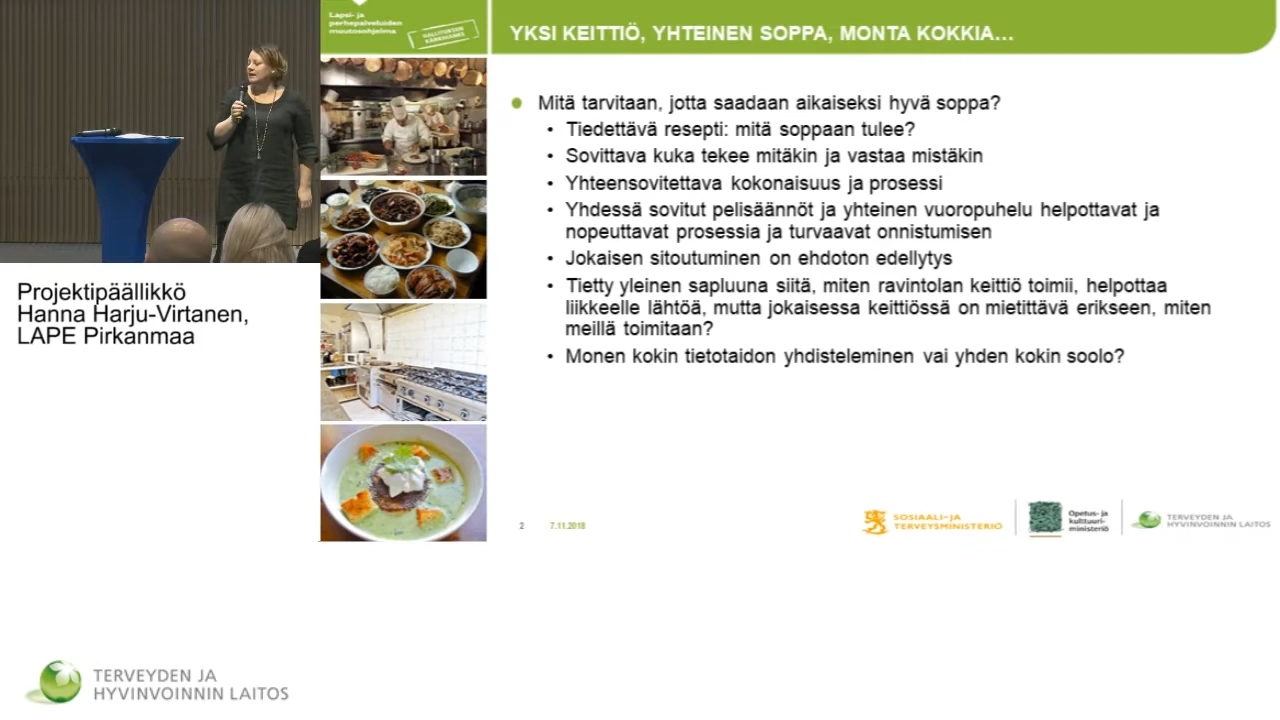 Projektipäällikkö
Hanna Harju-Virtanen,
LAPE Pirkanmaa
TERVEYDEN JA
HYVINVOINNIN LAITOS
Lapsi- ja
perhepalveluiden
muutosohjelma
HALLITUKSEN
KÄRKIHANKE
YKSI KEITTIÖ, YHTEINEN SOPPA, MONTA KOKKIA...
• Mitä tarvitaan, jotta saadaan aikaiseksi hyvä soppa?
• Tiedettävä resepti: mitä soppaan tulee?
• Sovittava kuka tekee mitäkin ja vastaa mistäkin
• Yhteensovitettava kokonaisuus ja prosessi
• Yhdessä sovitut pelisäännöt ja yhteinen vuoropuhelu helpottavat ja
nopeuttavat prosessia ja turvaavat onnistumisen
• Jokaisen sitoutuminen on ehdoton edellytys
• Tietty yleinen sapluuna siitä, miten ravintolan keittiö toimii, helpottaa
liikkeelle lähtöä, mutta jokaisessa keittiössä on mietittävä erikseen, miten
meillä toimitaan?
• Monen kokin tietotaidon yhdisteleminen vai yhden kokin soolo?
2 7.11.2018
SOSIAALI- JA
TERVEYSMINISTERIÖ
Opetus- ja
kulttuuri-
ministeriö
TERVEYDEN JA
HYVINVOINNIN LAITOS